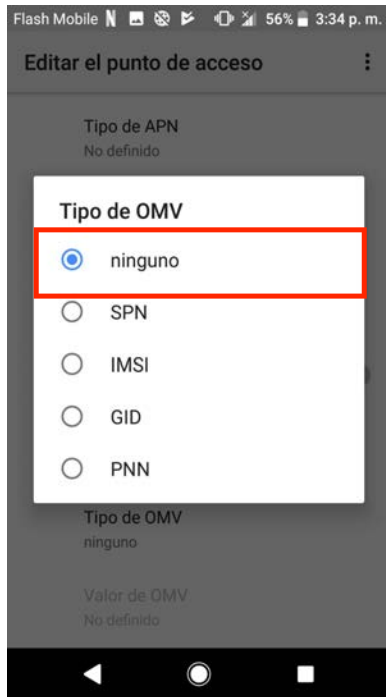 Flash Mobile N 56% 3:34 p. m.
Editar el punto de acceso
Tipo de APN
No definido
Tipo de OMV
ninguno
SPN
IMSI
GID
PNN
Tipo de OMV
ninguno
Valor de OMV
No definido